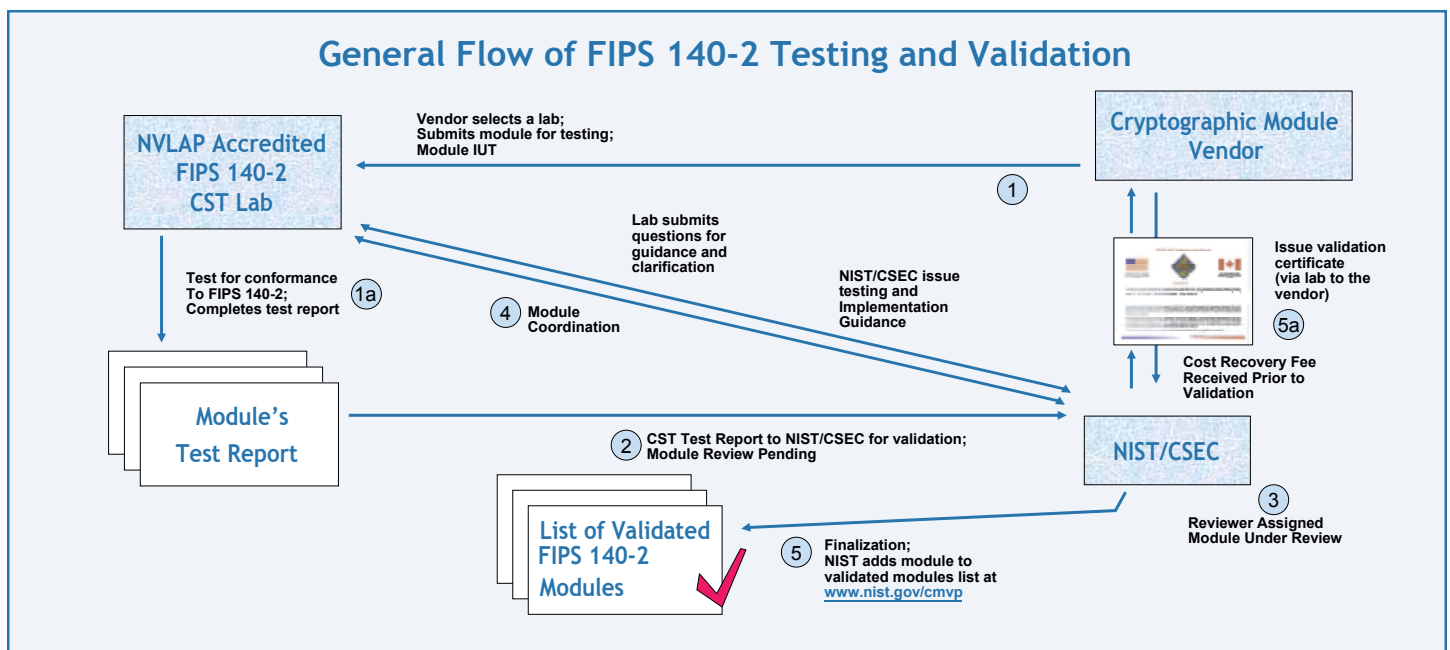 General Flow of FIPS 140-2 Testing and Validation
NVLAP Accredited
FIPS 140-2
CST Lab
Vendor selects a lab;
Submits module for testing;
Module IUT
1
Cryptographic Module
Vendor
Test for conformance
To FIPS 140-2;
Completes test report
1a
Lab submits
questions for
guidance and
clarification
4
Module
Coordination
NIST/CSEC issue
testing and
Implementation
Guidance
Issue validation
certificate
(via lab to the
vendor)
5a
Cost Recovery Fee
Received Prior to
Validation
Module's
Test Report
2
CST Test Report to NIST/CSEC for validation;
Module Review Pending
NIST/CSEC
3
Reviewer Assigned
Module Under Review
List of Validated
FIPS 140-2
Modules
5
Finalization;
NIST adds module to
validated modules list at
www.nist.gov/cmvp